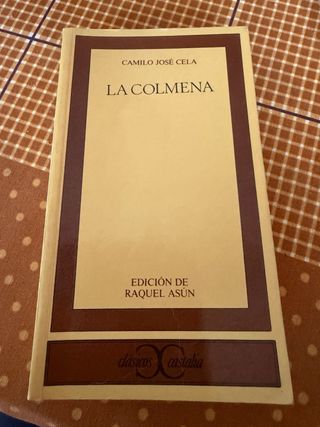 CAMILO JOSÉ CELA
LA COLMENA
EDICIÓN DE
RAQUEL ASÚN
clásicos castalia